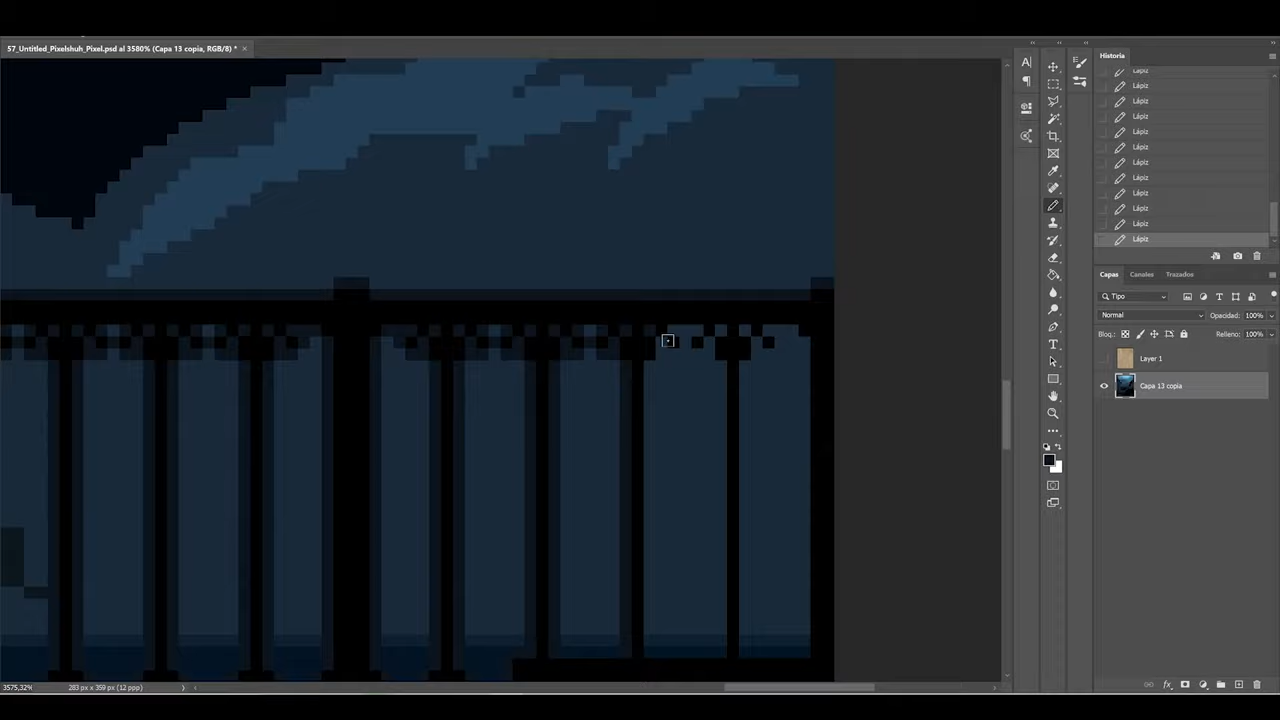 57_Untitled_Pixelshuh_Pixel.psd al 3580% (Capa 13 copia, RGB/8) *
Historia
Lápiz
Lápiz
Lápiz
Lápiz
Lápiz
Lápiz
Lápiz
Lápiz
Lápiz
Lápiz
Lápiz
Lápiz
Capas
Canales
Trazados
Tipo
Normal
Opacidad: 100%
Bloq.:
Relleno: 100%
Layer 1
Capa 13 copia
3575,32%
283 px x 359 px (12 ppp)